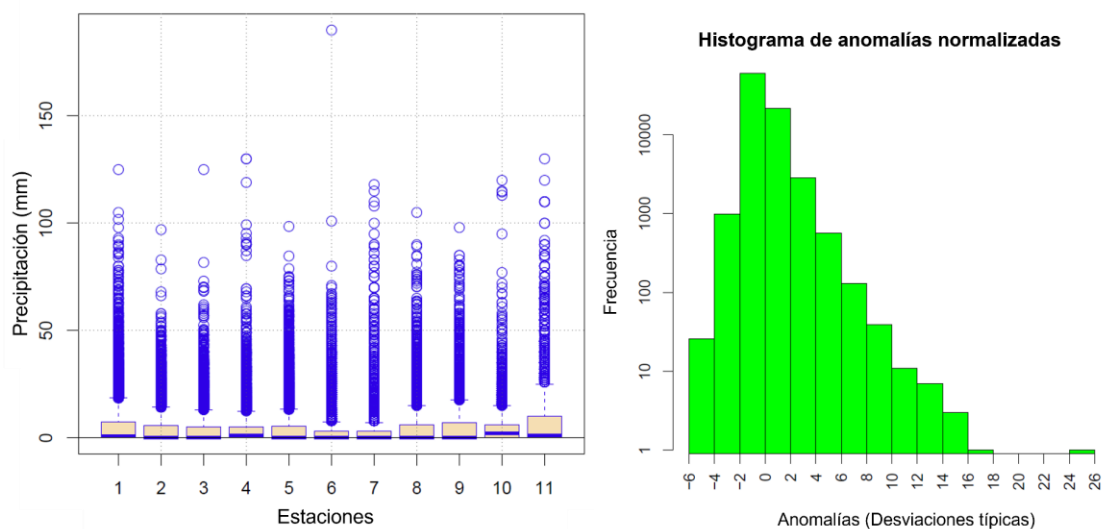 Precipitación (mm)
150
100
50
0
1 2 3 4 5 6 7 8 9 10 11
Estaciones
Histograma de anomalías normalizadas
Frecuencia
10000
1000
100
10
1
-6 -4 -2 0 2 4 6 8 10 12 14 16 18 20 22 24 26
Anomalías (Desviaciones típicas)